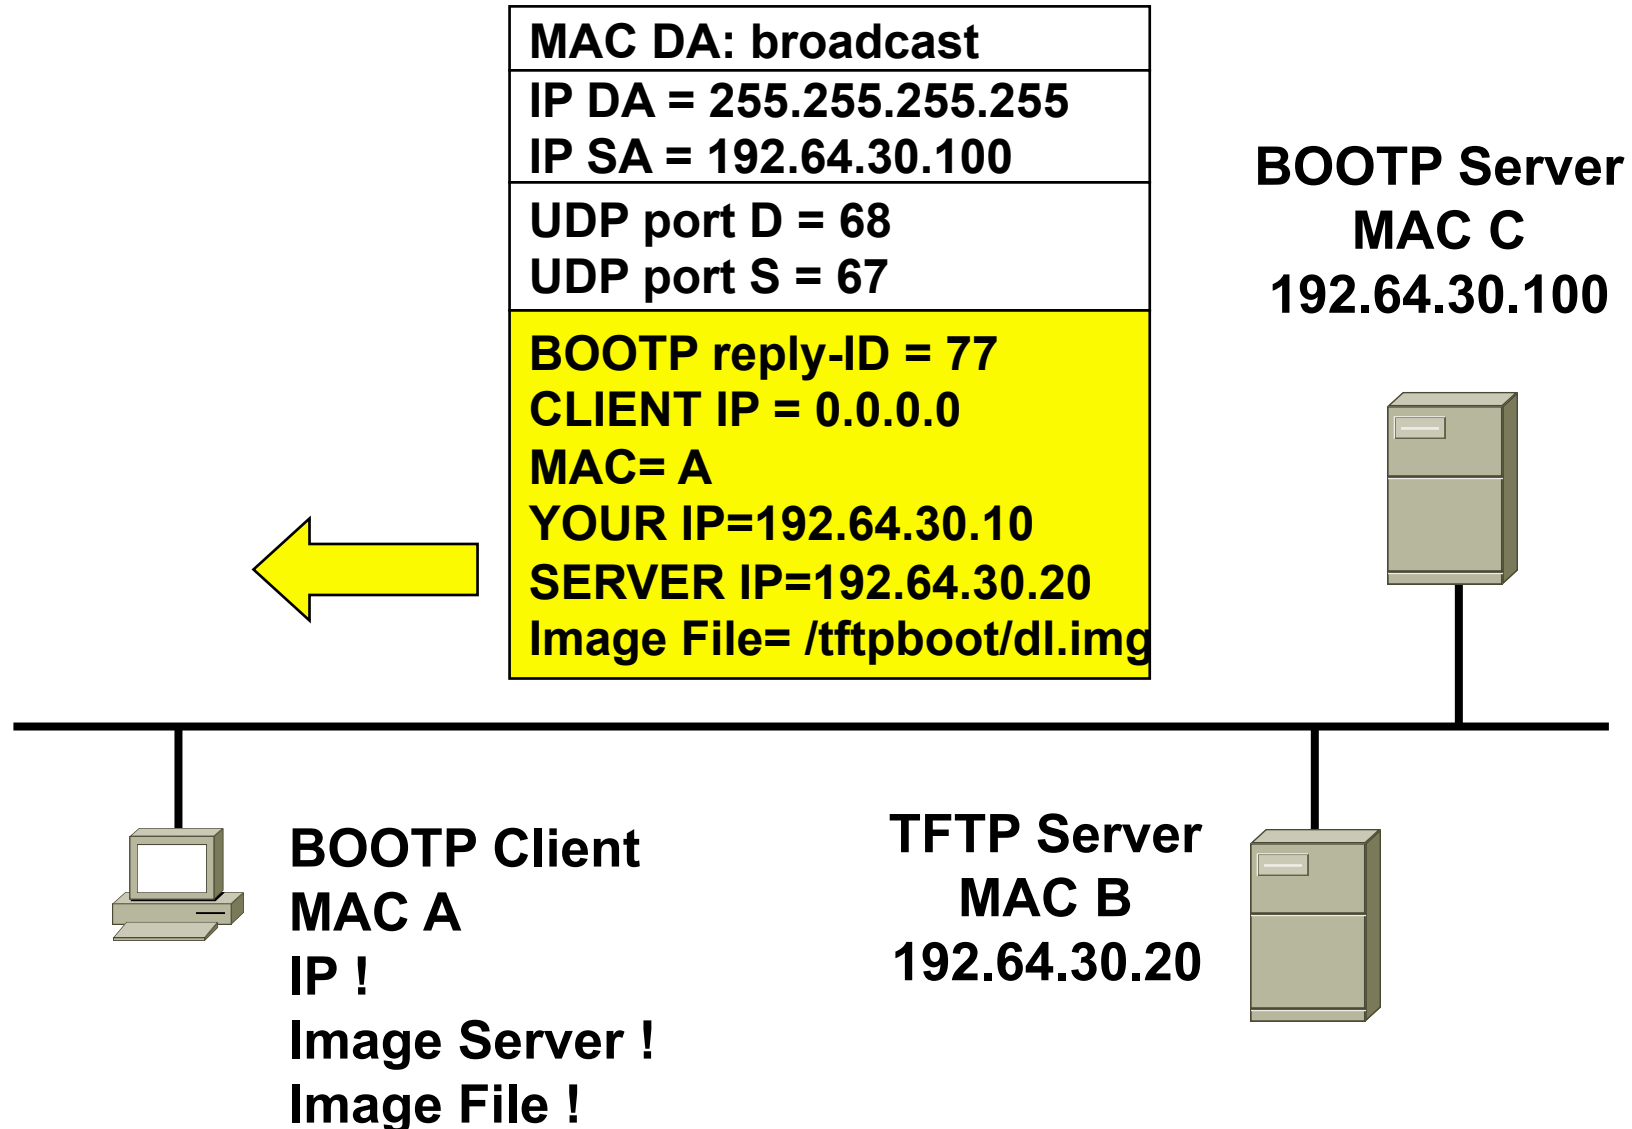 MAC DA: broadcast
IP DA = 255.255.255.255
IP SA = 192.64.30.100
UDP port D = 68
UDP port S = 67
BOOTP reply-ID = 77
CLIENT IP = 0.0.0.0
MAC= A
YOUR IP=192.64.30.10
SERVER IP=192.64.30.20
Image File= /tftpboot/dl.img
BOOTP Server
MAC C
192.64.30.100
BOOTP Client
MAC A
IP !
Image Server !
Image File !
TFTP Server
MAC B
192.64.30.20